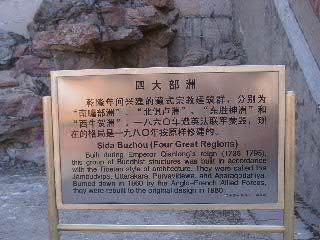 四大部洲
乾隆年间兴建的藏式宗教建筑群，分别为
"南瞻部洲"、"北俱卢洲"、"东胜神洲"和
"西牛贺洲"，一八六〇年遭英法联军焚毁，现
在的格局是一九八〇年按原样修建的。
Sida Buzhou (Four Great Regions)
Built during Emperor Qianlong's reign (1736-1795),
this group of Buddhist structures was built in accordance
with the Tibetan style of architecture. They were called the
Jambudvipa, Uttarakura, Purvavideva, and Aparagodaniya.
Burned down in 1860 by the Anglo-French Allied Forces,
they were rebuilt to the original design in 1980.